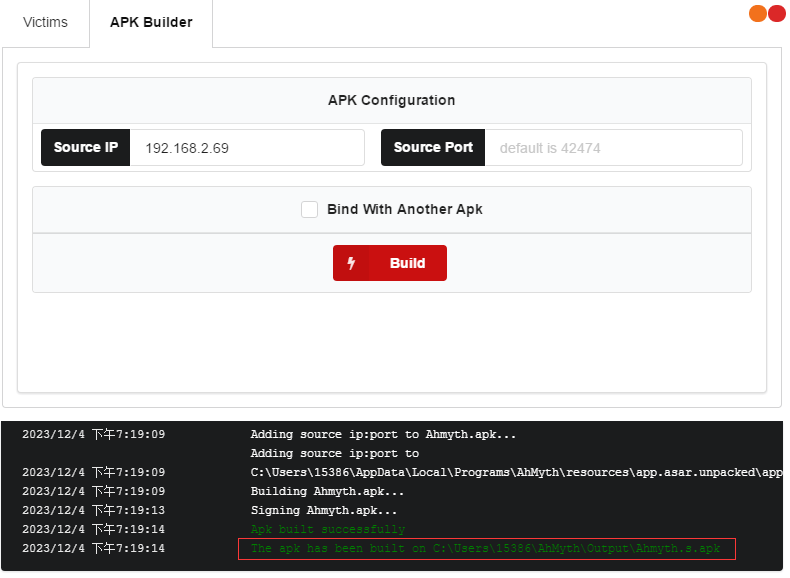 Victims APK Builder
APK Configuration
Source IP 192.168.2.69 Source Port default is 42474
Bind With Another Apk
Build
2023/12/4 下午7:19:09 Adding source ip:port to Ahmyth.apk...
Adding source ip:port to
2023/12/4 下午7:19:09 C:\Users\15386\AppData\Local\Programs\AhMyth\resources\app.asar.unpacked\app
2023/12/4 下午7:19:09 Building Ahmyth.apk...
2023/12/4 下午7:19:13 Signing Ahmyth.apk...
2023/12/4 下午7:19:14 Apk built successfully
2023/12/4 下午7:19:14 The apk has been built on C:\Users\15386\AhMyth\Output\Ahmyth.s.apk